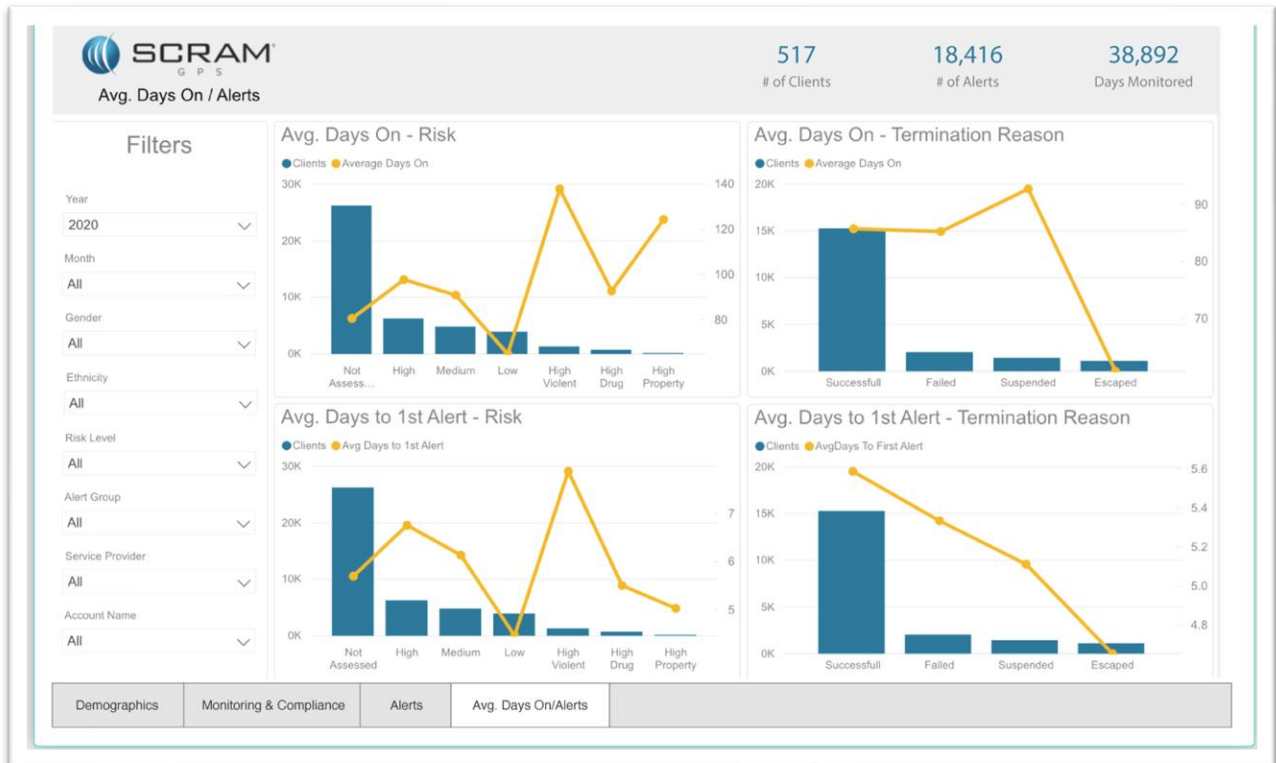 SCRAM
GPS
Avg. Days On / Alerts
517
# of Clients
18,416
# of Alerts
38,892
Days Monitored
Filters
Year
2020
Month
All
Gender
All
Ethnicity
All
Risk Level
All
Alert Group
All
Service Provider
All
Account Name
All
Avg. Days On - Risk
Clients Average Days On
30K
20K
10K
0K
140
120
100
80
Not Assess...
High
Medium
Low
High Violent
High Drug
High Property
Avg. Days On - Termination Reason
Clients Average Days On
20K
15K
10K
5K
0K
90
80
70
Successfull
Failed
Suspended
Escaped
Avg. Days to 1st Alert - Risk
Clients Avg Days to 1st Alert
30K
20K
10K
0K
7
6
5
Not Assessed
High
Medium
Low
High Violent
High Drug
High Property
Avg. Days to 1st Alert - Termination Reason
Clients AvgDays To First Alert
20K
15K
10K
5K
0K
5.6
5.4
5.2
5.0
4.8
Successfull
Failed
Suspended
Escaped
Demographics
Monitoring & Compliance
Alerts
Avg. Days On/Alerts